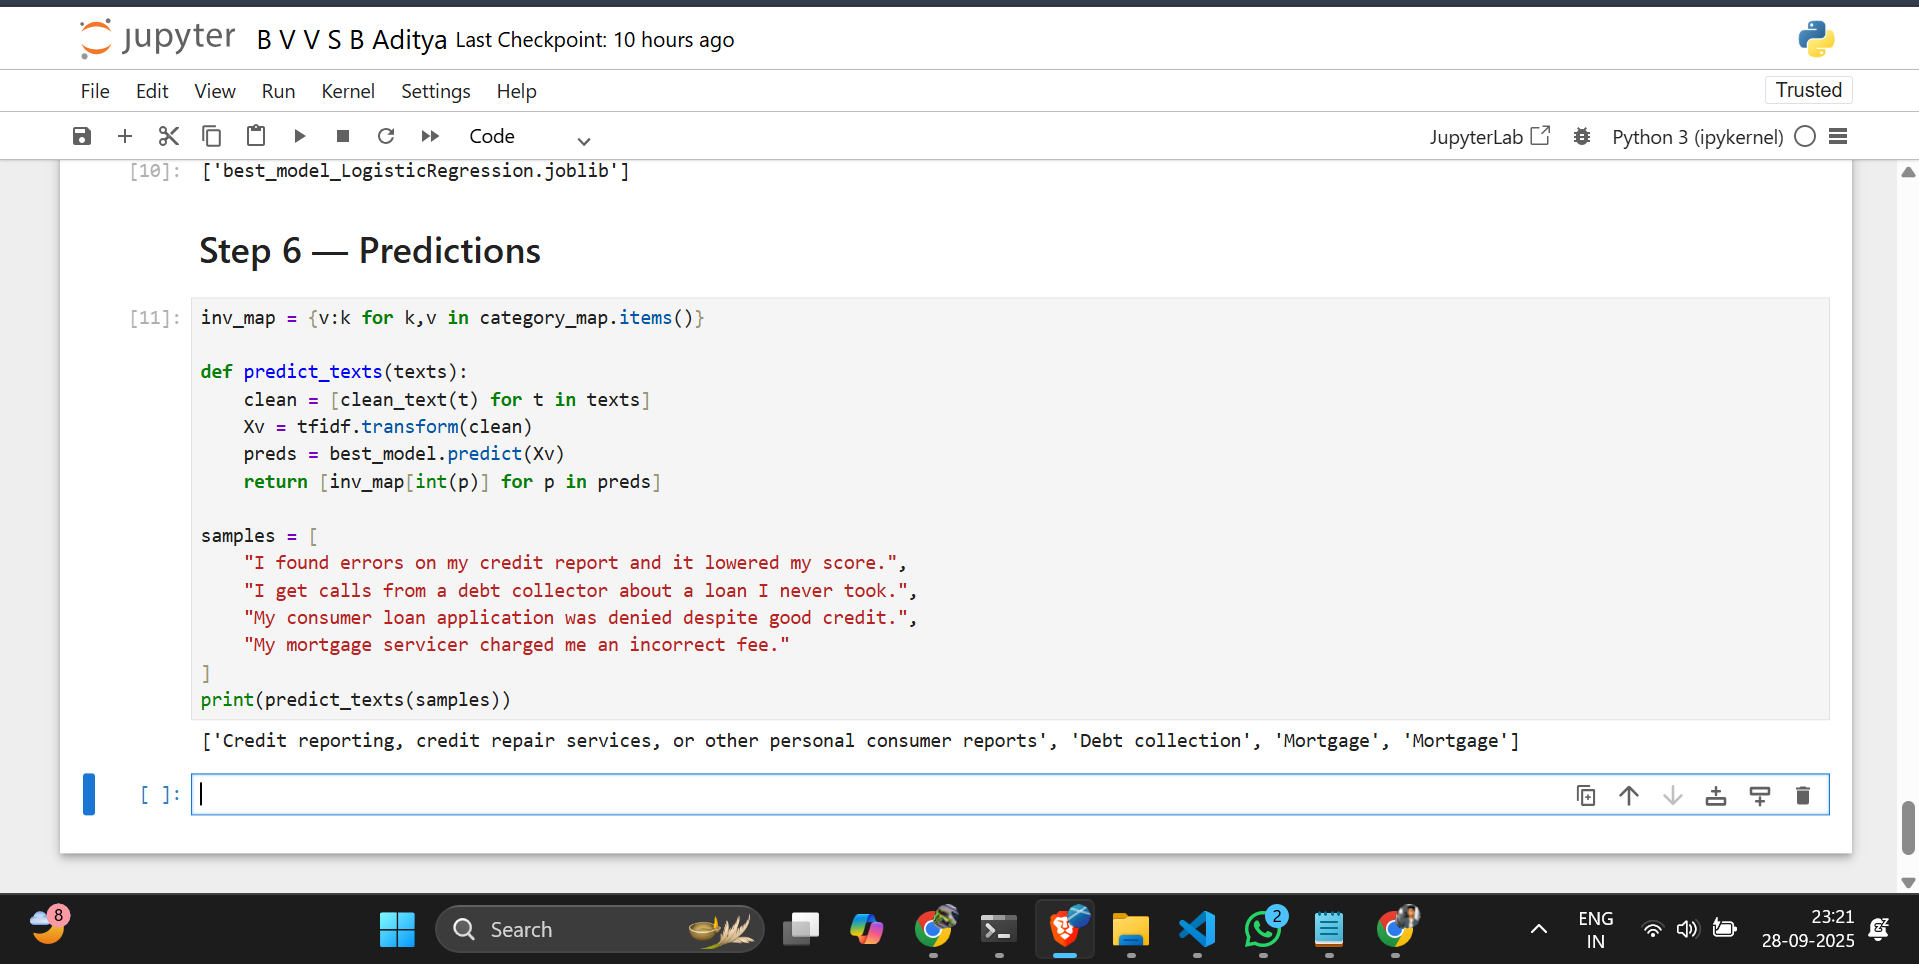 jupyter B V V S B Aditya Last Checkpoint: 10 hours ago
File Edit View Run Kernel Settings Help
Trusted
Code
JupyterLab
Python 3 (ipykernel)
[10]: ['best_model_LogisticRegression.joblib']
Step 6 — Predictions
[11]: inv_map = {v:k for k,v in category_map.items()}
def predict_texts(texts):
    clean = [clean_text(t) for t in texts]
    Xv = tfidf.transform(clean)
    preds = best_model.predict(Xv)
    return [inv_map[int(p)] for p in preds]
samples = [
    "I found errors on my credit report and it lowered my score.",
    "I get calls from a debt collector about a loan I never took.",
    "My consumer loan application was denied despite good credit.",
    "My mortgage servicer charged me an incorrect fee."
]
print(predict_texts(samples))
['Credit reporting, credit repair services, or other personal consumer reports', 'Debt collection', 'Mortgage', 'Mortgage']
[ ]:
8
Search
2
ENG
IN
23:21
28-09-2025